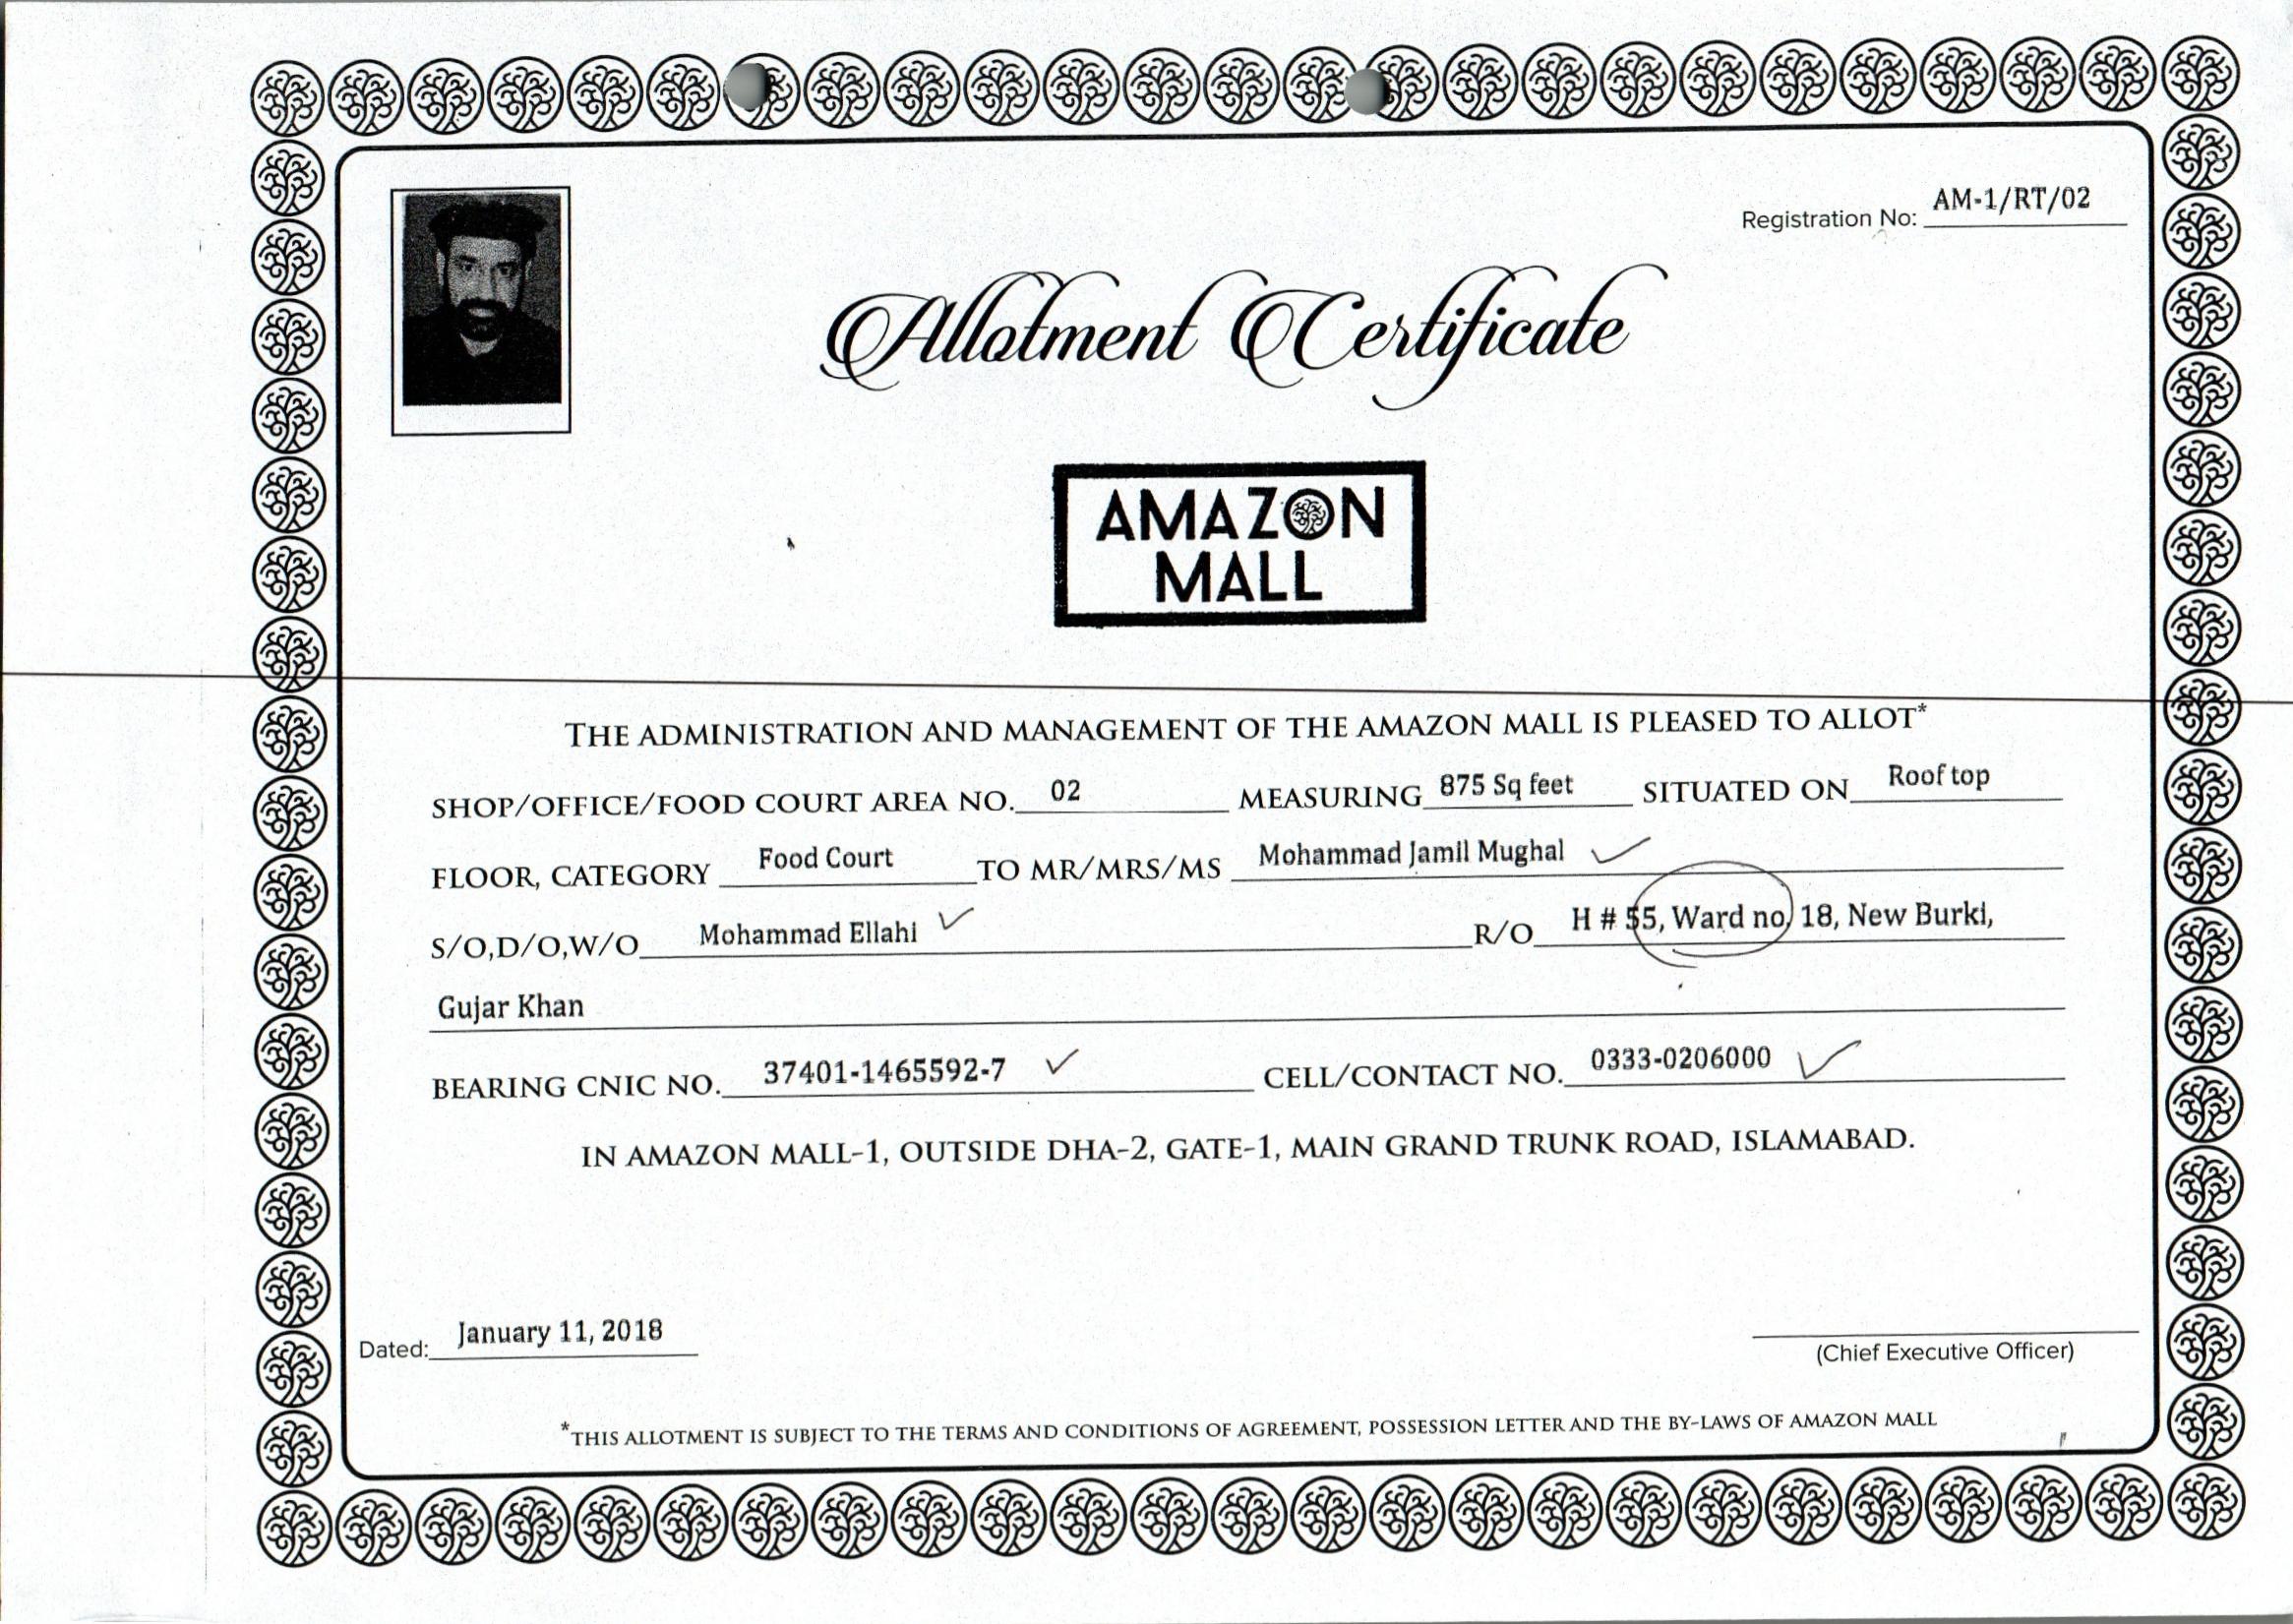 Registration No: AM-1/RT/02
Allotment Certificate
AMAZON
MALL
THE ADMINISTRATION AND MANAGEMENT OF THE AMAZON MALL IS PLEASED TO ALLOT*
SHOP/OFFICE/FOOD COURT AREA NO. 02 MEASURING 875 Sq feet SITUATED ON Roof top
FLOOR, CATEGORY Food Court TO MR/MRS/MS Mohammad Jamil Mughal
S/O,D/O,W/O Mohammad Ellahi R/O H # 55, Ward no, 18, New Burki,
Gujar Khan
BEARING CNIC NO. 37401-1465592-7 CELL/CONTACT NO. 0333-0206000
IN AMAZON MALL-1, OUTSIDE DHA-2, GATE-1, MAIN GRAND TRUNK ROAD, ISLAMABAD.
Dated: January 11, 2018
(Chief Executive Officer)
*THIS ALLOTMENT IS SUBJECT TO THE TERMS AND CONDITIONS OF AGREEMENT, POSSESSION LETTER AND THE BY-LAWS OF AMAZON MALL